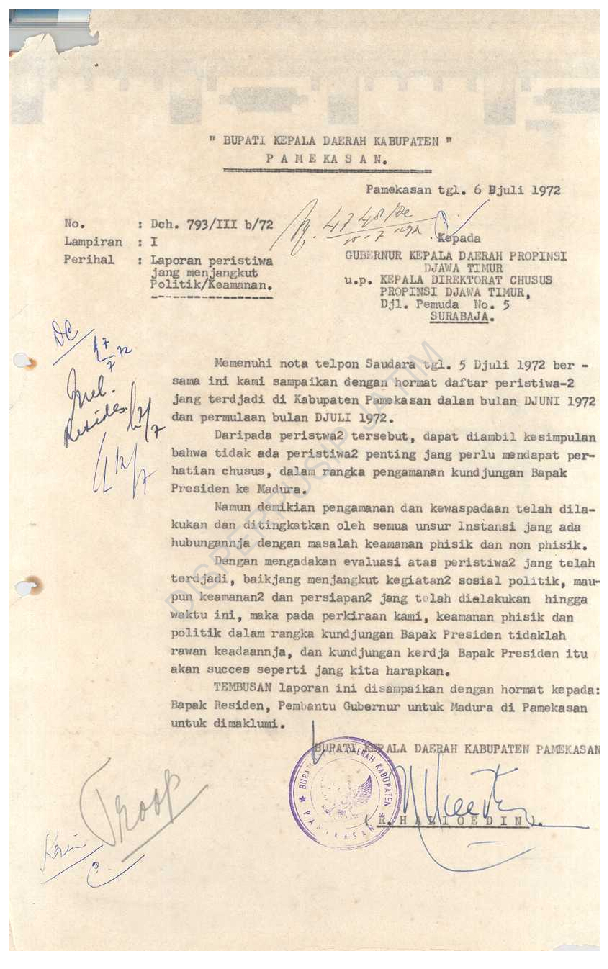 " BUPATI KEPALA DAERAH KABUPATEN "
P A M E K A S A N.
Pamekasan tgl. 6 Djuli 1972
No. : Dch. 793/III b/72
Lampiran : I
Perihal : Laporan peristiwa
jang menjangkut
Politik/Keamanan.
Kepada
GUBERNUR KEPALA DAERAH PROPINSI
DJAWA TIMUR
u.p. KEPALA DIREKTORAT CHUSUS
PROPINSI DJAWA TIMUR,
Djl. Pemuda No. 5
SURABAJA.
Memenuhi nota telpon Saudara tgl. 5 Djuli 1972 ber -
sama ini kami sampaikan dengan hormat daftar peristiwa-2
jang terdjadi di Kabupaten Pamekasan dalam bulan DJUNI 1972
dan permulaan bulan DJULI 1972.
Daripada peristwa2 tersebut, dapat diambil kesimpulan
bahwa tidak ada peristiwa2 penting jang perlu mendapat per-
hatian chusus, dalam rangka pengamanan kundjungan Bapak
Presiden ke Madura.
Namun demikian pengamanan dan kewaspadaan telah dila-
kukan dan ditingkatkan oleh semua unsur Instansi jang ada
hubungannja dengan masalah keamanan phisik dan non phisik.
Dengan mengadakan evaluasi atas peristiwa2 jang telah
terdjadi, baikjang menjangkut kegiatan2 sosial politik, mau-
pun keamanan2 dan persiapan2 jang telah dielakukan hingga
waktu ini, maka pada perkiraan kami, keamanan phisik dan
politik dalam rangka kundjungan Bapak Presiden tidaklah
rawan keadaannja, dan kundjungan kerdja Bapak Presiden itu
akan succes seperti jang kita harapkan.
TEMBUSAN laporan ini disampaikan dengan hormat kepada:
Bapak Residen, Pembantu Gubernur untuk Madura di Pamekasan
untuk dimaklumi.
BUPATI KEPALA DAERAH KABUPATEN PAMEKASAN
Troop